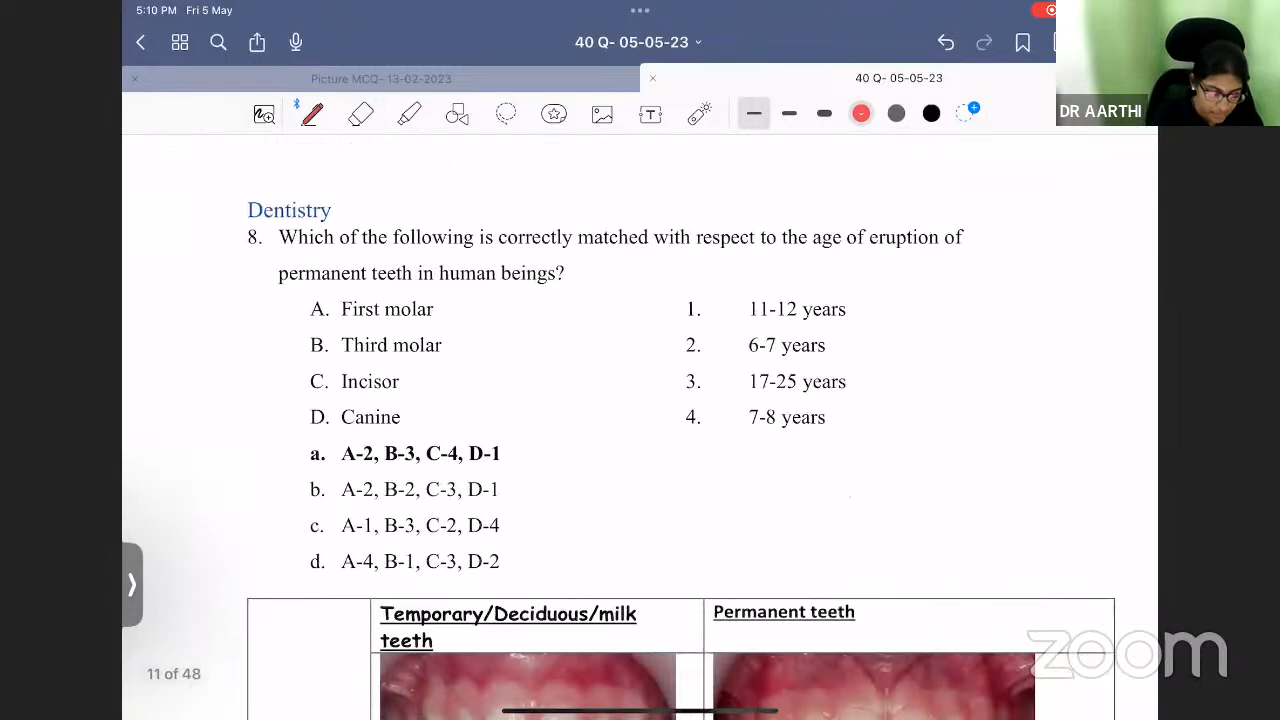 5:10 PM Fri 5 May
40 Q- 05-05-23
Picture MCQ- 13-02-2023
40 Q- 05-05-23
DR AARTHI
Dentistry
8. Which of the following is correctly matched with respect to the age of eruption of
permanent teeth in human beings?
A. First molar 1. 11-12 years
B. Third molar 2. 6-7 years
C. Incisor 3. 17-25 years
D. Canine 4. 7-8 years
a. A-2, B-3, C-4, D-1
b. A-2, B-2, C-3, D-1
c. A-1, B-3, C-2, D-4
d. A-4, B-1, C-3, D-2
Temporary/Deciduous/milk
teeth
Permanent teeth
11 of 48
zoom